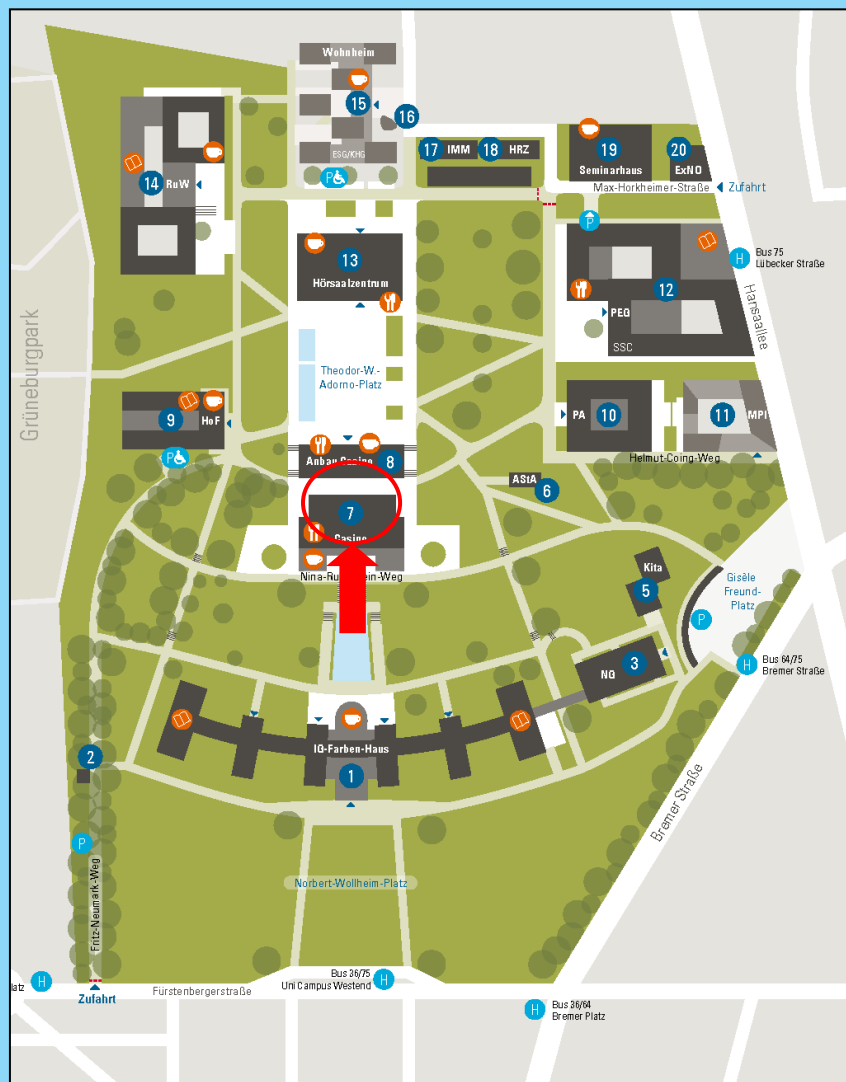 Wohnheim
15
16
ESG/KHG
P
17 IMM
18 HRZ
19
Seminarhaus
20
ExNO
Max-Horkheimer-Straße
Zufahrt
14 RuW
P
13
Hörsaalzentrum
H Bus 75
Lübecker Straße
12
PEG
SSC
Hansaallee
Grüneburgpark
Theodor-W.-
Adorno-Platz
9
HoF
P
PA
10
11
MPI
Helmut-Coing-Weg
Anbau Casino
8
AStA
6
7
Casino
Kita
5
Gisèle
Freund-
Platz
P
NG
3
H Bus 64/75
Bremer Straße
IG-Farben-Haus
1
2
P
Fritz-Neumark-Weg
Bremer Straße
Norbert-Wollheim-Platz
Bus 36/75
Uni Campus Westend
H
H
latz
Zufahrt
Fürstenbergerstraße
H Bus 36/64
Bremer Platz